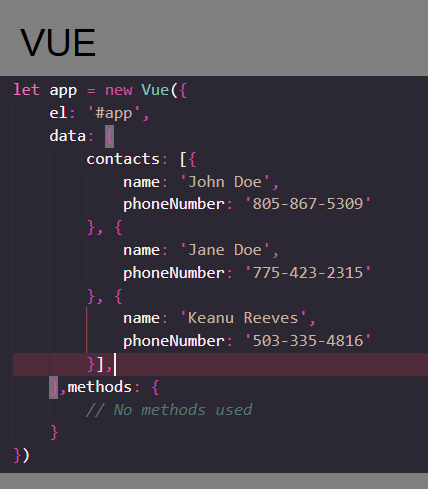 VUE
let app = new Vue({
    el: '#app',
    data: {
        contacts: [{
            name: 'John Doe',
            phoneNumber: '805-867-5309'
        }, {
            name: 'Jane Doe',
            phoneNumber: '775-423-2315'
        }, {
            name: 'Keanu Reeves',
            phoneNumber: '503-335-4816'
        }],
    },methods: {
        // No methods used
    }
})